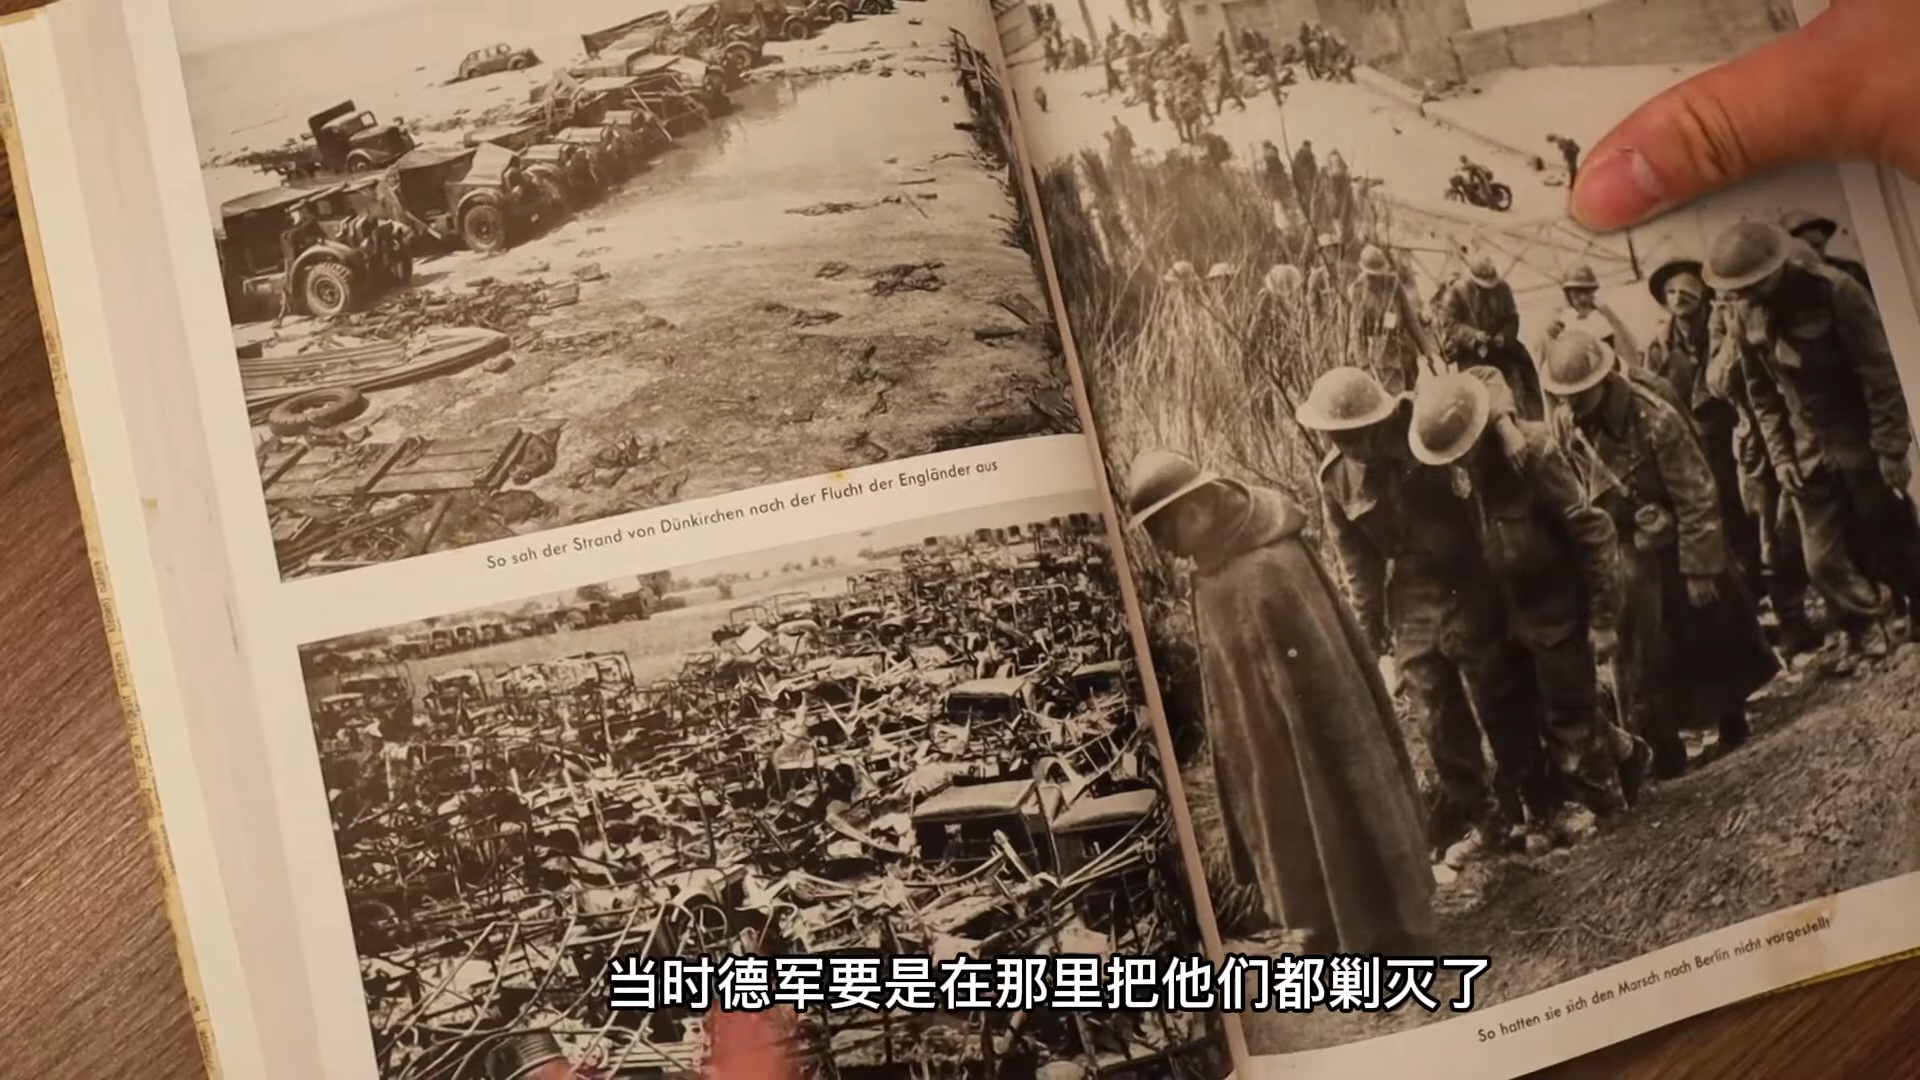 So sah der Strand von Dünkirchen nach der Flucht der Engländer aus
So hatten sie sich den Marsch nach Berlin nicht vorgestellt
当时德军要是在那里把他们都剿灭了